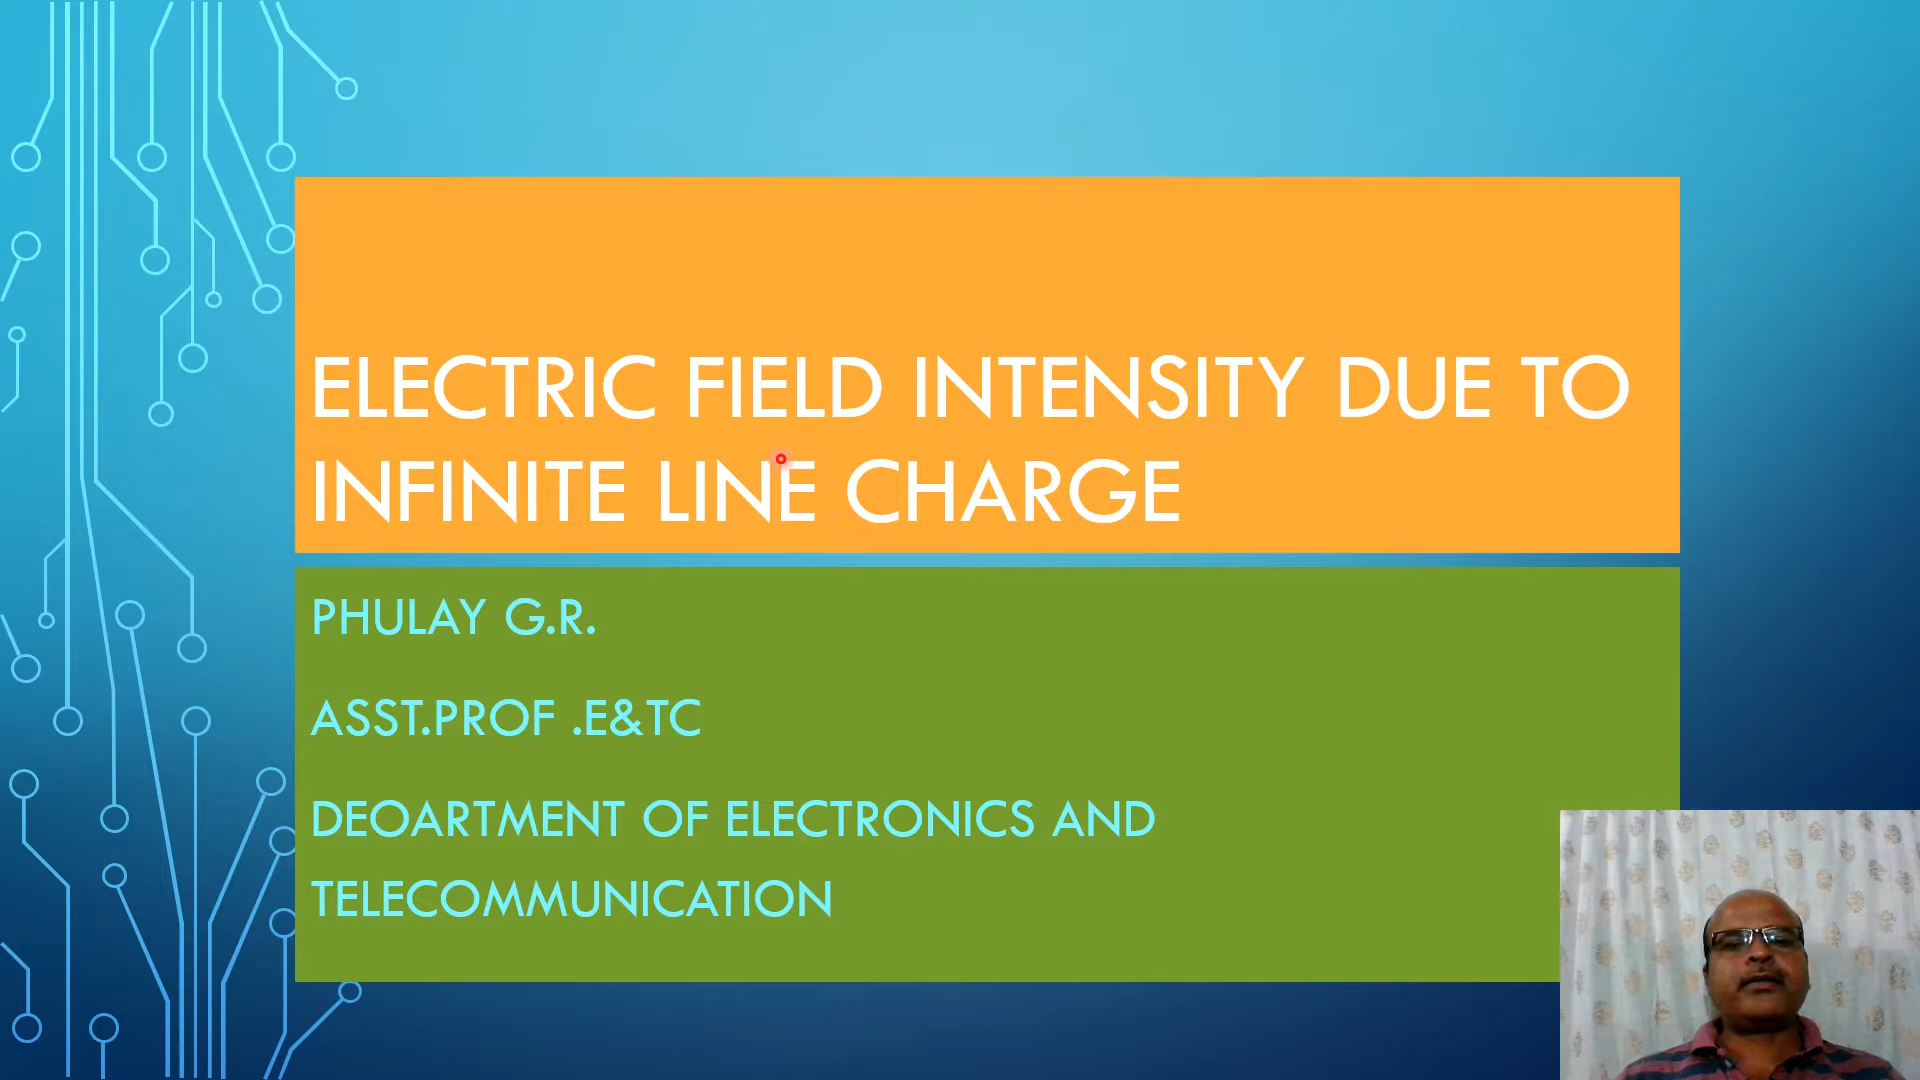 ELECTRIC FIELD INTENSITY DUE TO
INFINITE LINE CHARGE
PHULAY G.R.
ASST.PROF .E&TC
DEOARTMENT OF ELECTRONICS AND
TELECOMMUNICATION